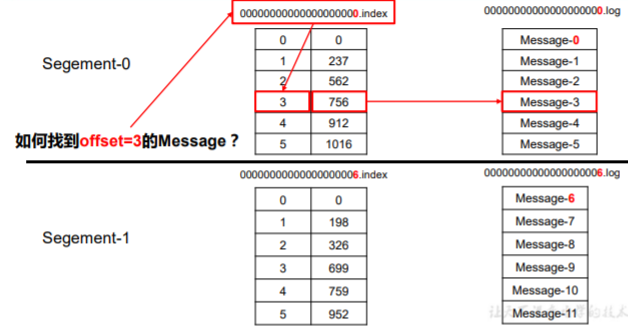 00000000000000000000.index
00000000000000000000.log
Segement-0
0 0
1 237
2 562
3 756
4 912
5 1016
Message-0
Message-1
Message-2
Message-3
Message-4
Message-5
如何找到offset=3的Message？
00000000000000000006.index
00000000000000000006.log
Segement-1
0 0
1 198
2 326
3 699
4 759
5 952
Message-6
Message-7
Message-8
Message-9
Message-10
Message-11
的技术